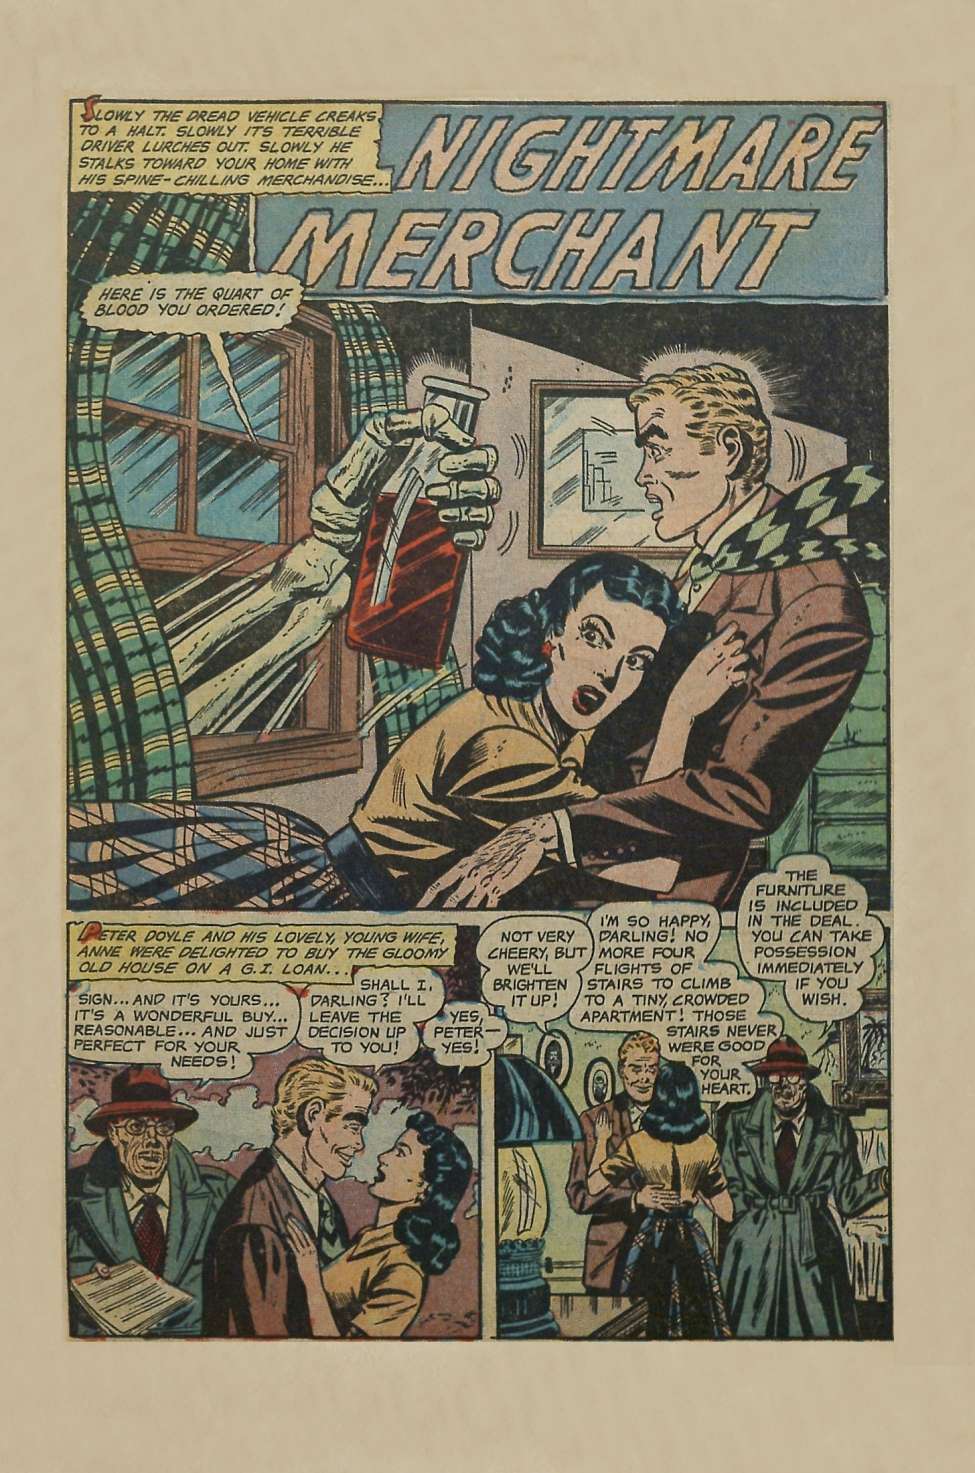 SLOWLY THE DREAD VEHICLE CREAKS
TO A HALT. SLOWLY IT'S TERRIBLE
DRIVER LURCHES OUT. SLOWLY HE
STALKS TOWARD YOUR HOME WITH
HIS SPINE-CHILLING MERCHANDISE...
NIGHTMARE
MERCHANT
HERE IS THE QUART OF
BLOOD YOU ORDERED!
PETER DOYLE AND HIS LOVELY, YOUNG WIFE,
ANNE WERE DELIGHTED TO BUY THE GLOOMY
OLD HOUSE ON A G.I. LOAN...
SIGN... AND IT'S YOURS...
IT'S A WONDERFUL BUY...
REASONABLE... AND JUST
PERFECT FOR YOUR
NEEDS!
SHALL I,
DARLING? I'LL
LEAVE THE
DECISION UP
TO YOU!
YES,
PETER—
YES!
NOT VERY
CHEERY, BUT
WE'LL
BRIGHTEN
IT UP!
I'M SO HAPPY,
DARLING! NO
MORE FOUR
FLIGHTS OF
STAIRS TO CLIMB
TO A TINY, CROWDED
APARTMENT! THOSE
STAIRS NEVER
WERE GOOD
FOR
YOUR
HEART.
THE
FURNITURE
IS INCLUDED
IN THE DEAL.
YOU CAN TAKE
POSSESSION
IMMEDIATELY
IF YOU
WISH.